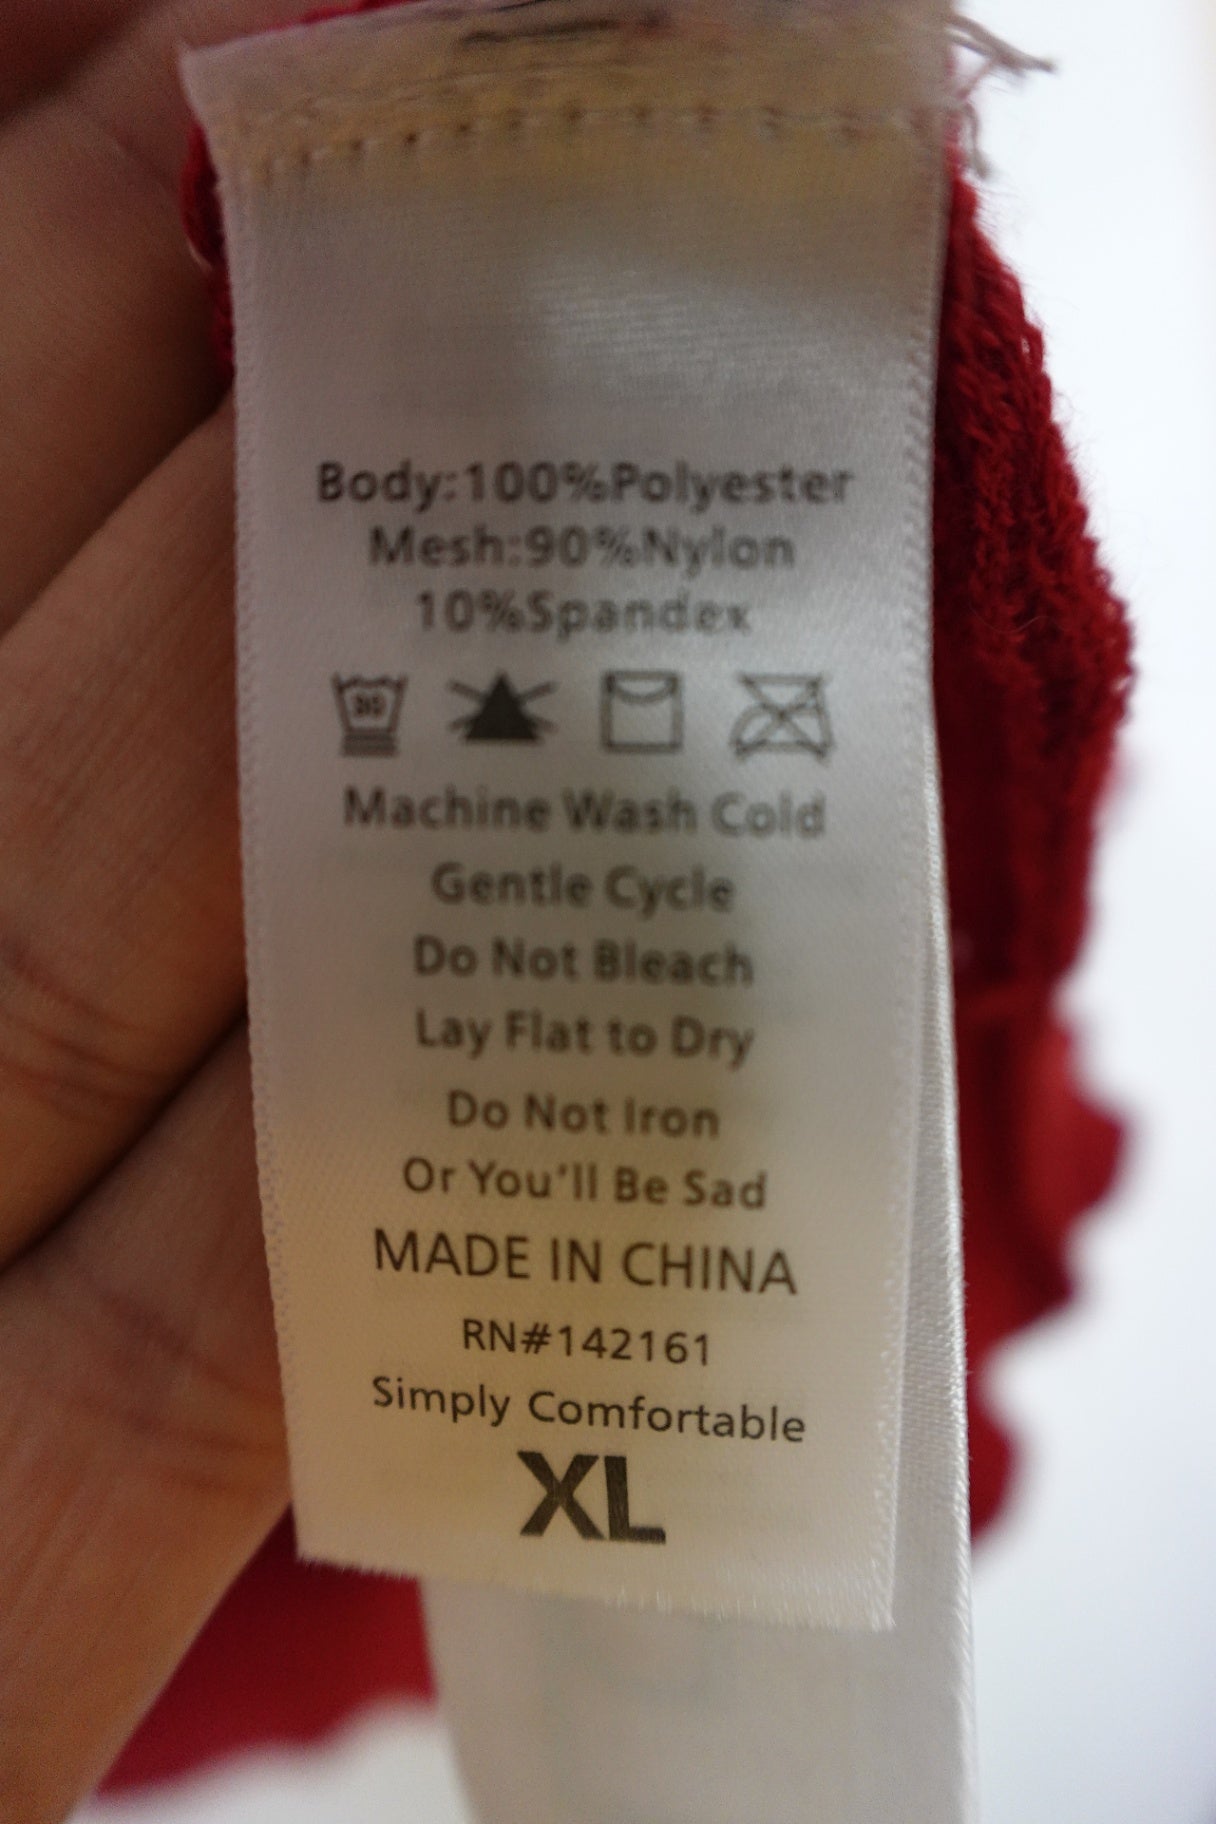 Body:100%Polyester
Mesh:90%Nylon
10%Spandex
30
Machine Wash Cold
Gentle Cycle
Do Not Bleach
Lay Flat to Dry
Do Not Iron
Or You'll Be Sad
MADE IN CHINA
RN#142161
Simply Comfortable
XL